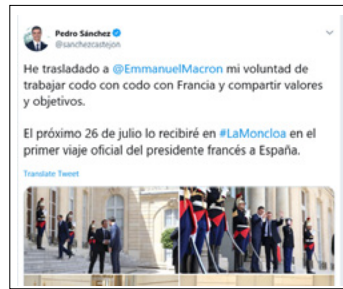 Pedro Sánchez
@sanchezcastejon
He trasladado a @EmmanuelMacron mi voluntad de
trabajar codo con codo con Francia y compartir valores
y objetivos.
El próximo 26 de julio lo recibiré en #LaMoncloa en el
primer viaje oficial del presidente francés a España.
Translate Tweet